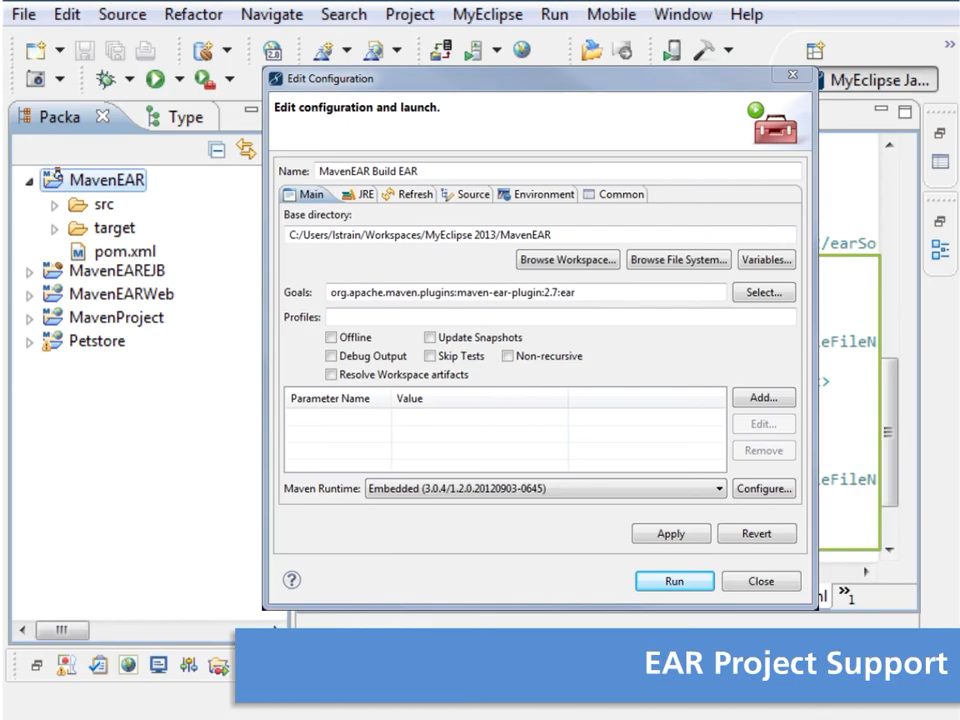 File Edit Source Refactor Navigate Search Project MyEclipse Run Mobile Window Help
2.0
Packa
Type
MyEclipse Ja...
MavenEAR
src
target
pom.xml
MavenEAREJB
MavenEARWeb
MavenProject
Petstore
Edit Configuration
Edit configuration and launch.
Name: MavenEAR Build EAR
Main JRE Refresh Source Environment Common
Base directory:
C:/Users/lstrain/Workspaces/MyEclipse 2013/MavenEAR
Browse Workspace... Browse File System... Variables...
Goals: org.apache.maven.plugins:maven-ear-plugin:2.7:ear Select...
Profiles:
Offline Update Snapshots
Debug Output Skip Tests Non-recursive
Resolve Workspace artifacts
Parameter Name Value Add...
Edit...
Remove
Maven Runtime: Embedded (3.0.4/1.2.0.20120903-0645) Configure...
Apply Revert
Run Close
/earSo
eFileN
>
eFileN
1
EAR Project Support